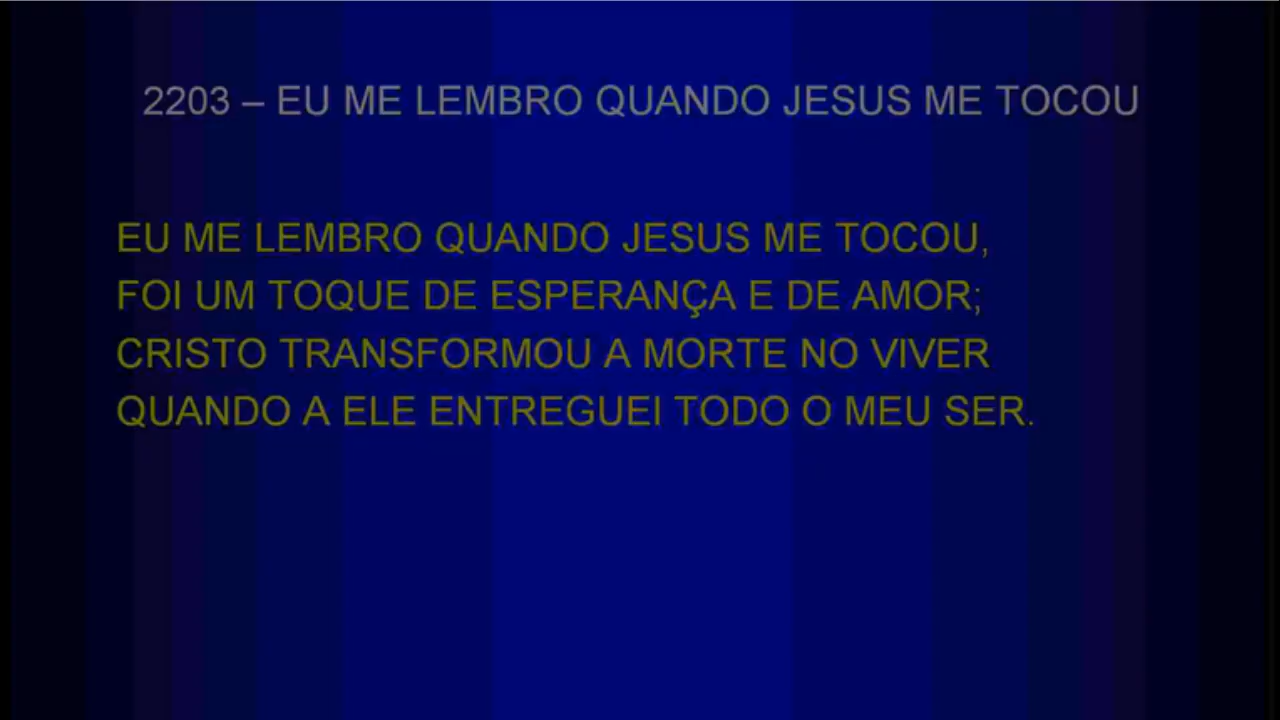 2203 – EU ME LEMBRO QUANDO JESUS ME TOCOU
EU ME LEMBRO QUANDO JESUS ME TOCOU,
FOI UM TOQUE DE ESPERANÇA E DE AMOR;
CRISTO TRANSFORMOU A MORTE NO VIVER
QUANDO A ELE ENTREGUEI TODO O MEU SER.